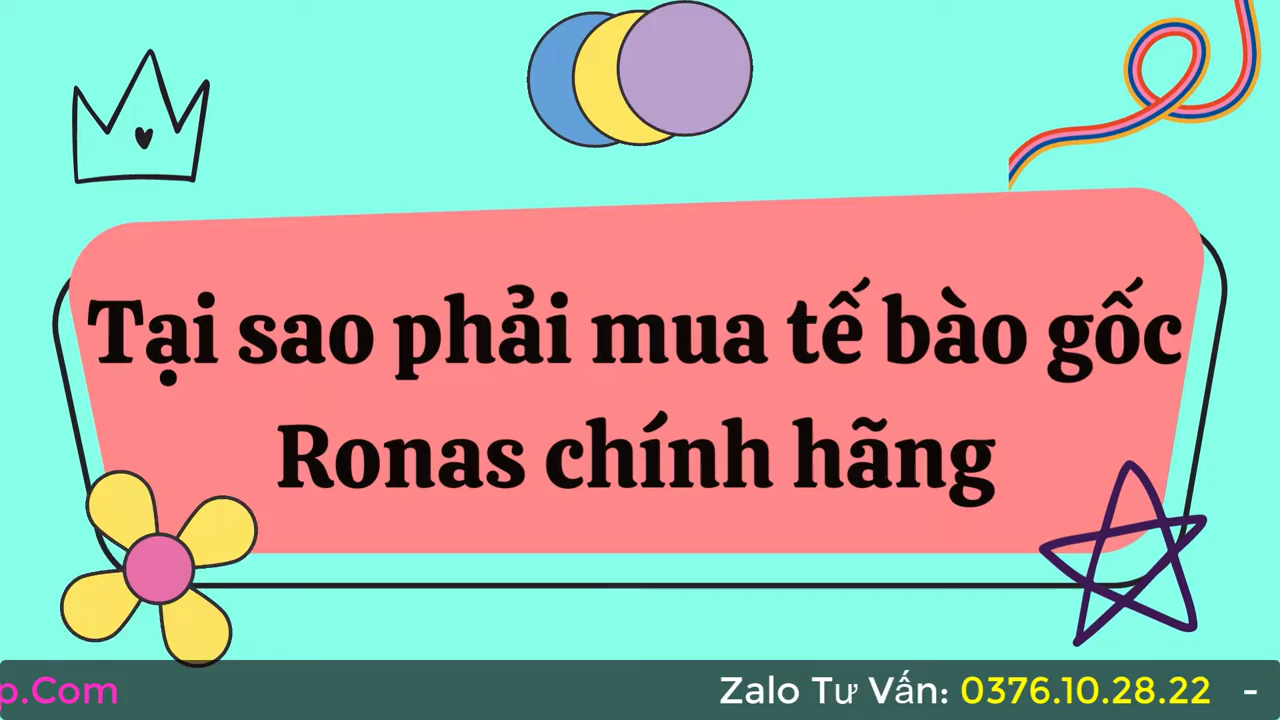 Tại sao phải mua tế bào gốc
Ronas chính hãng
p.Com Zalo Tư Vấn: 0376.10.28.22 -